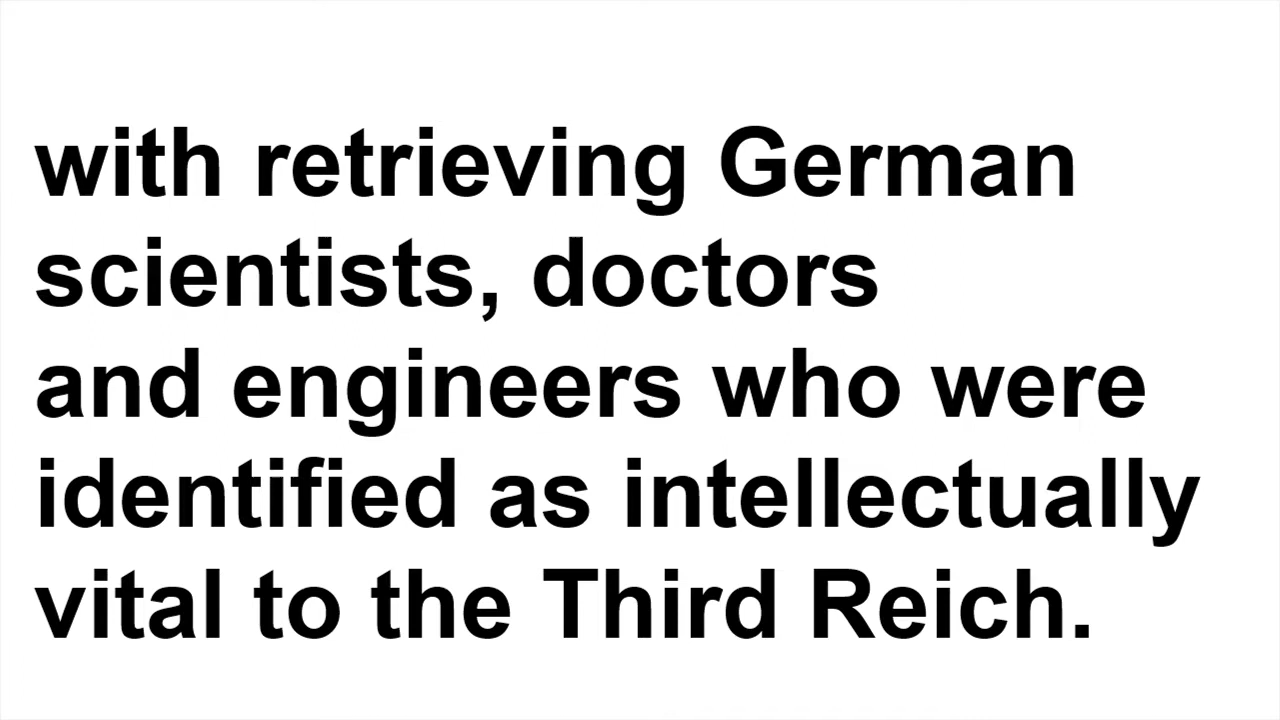 with retrieving German
scientists, doctors
and engineers who were
identified as intellectually
vital to the Third Reich.